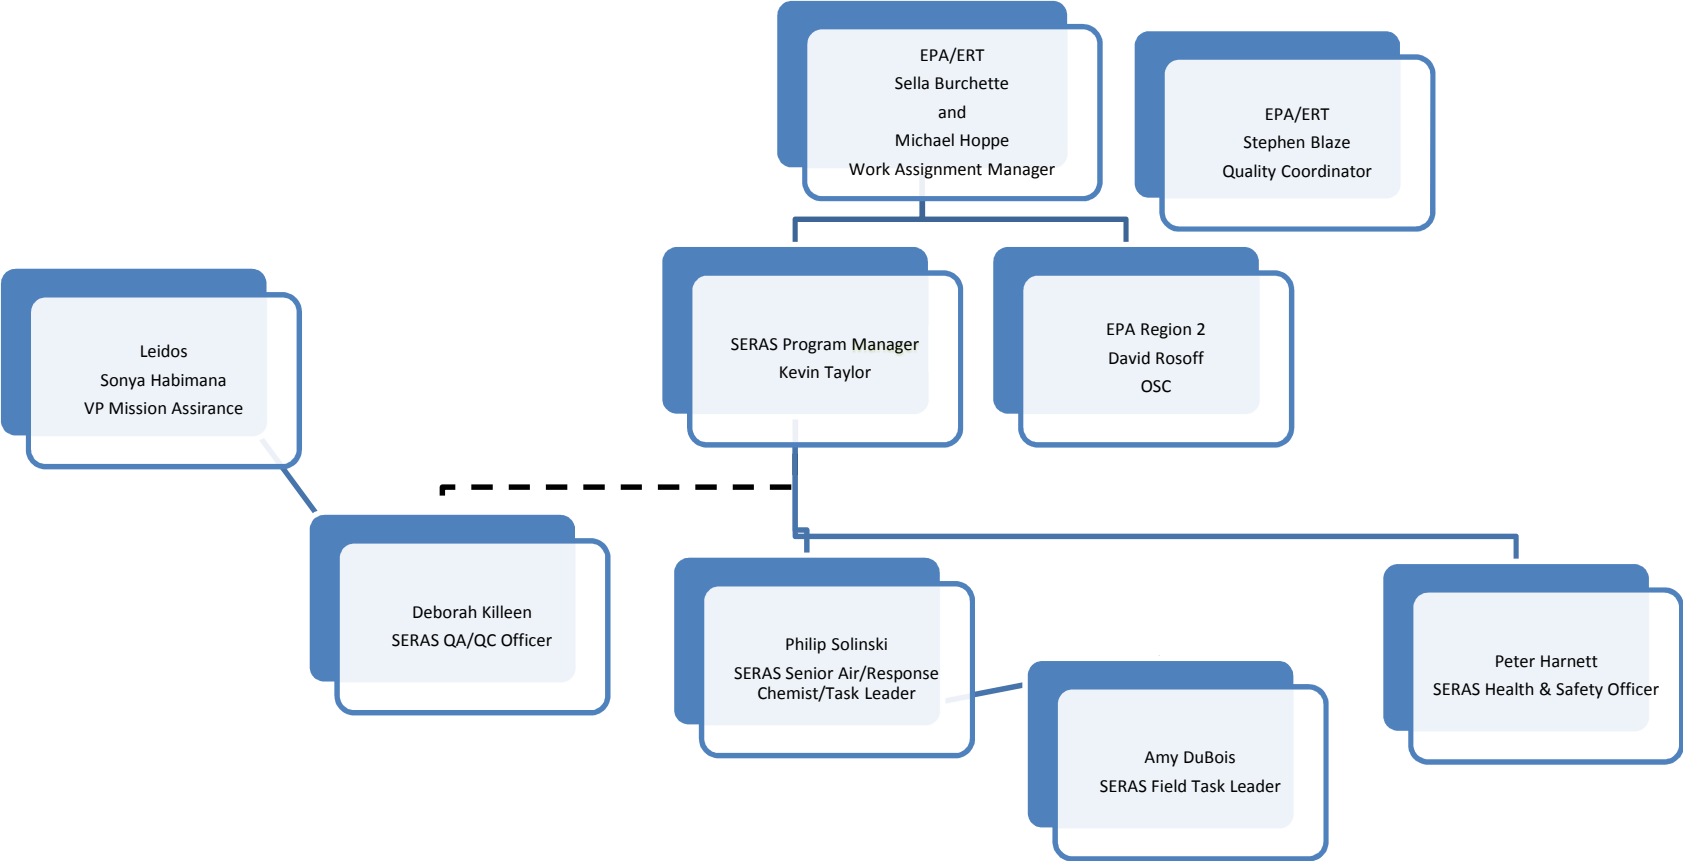 EPA/ERT
Sella Burchette
and
Michael Hoppe
Work Assignment Manager
EPA/ERT
Stephen Blaze
Quality Coordinator
Leidos
Sonya Habimana
VP Mission Assirance
SERAS Program Manager
Kevin Taylor
EPA Region 2
David Rosoff
OSC
Deborah Killeen
SERAS QA/QC Officer
Philip Solinski
SERAS Senior Air/Response
Chemist/Task Leader
Amy DuBois
SERAS Field Task Leader
Peter Harnett
SERAS Health & Safety Officer